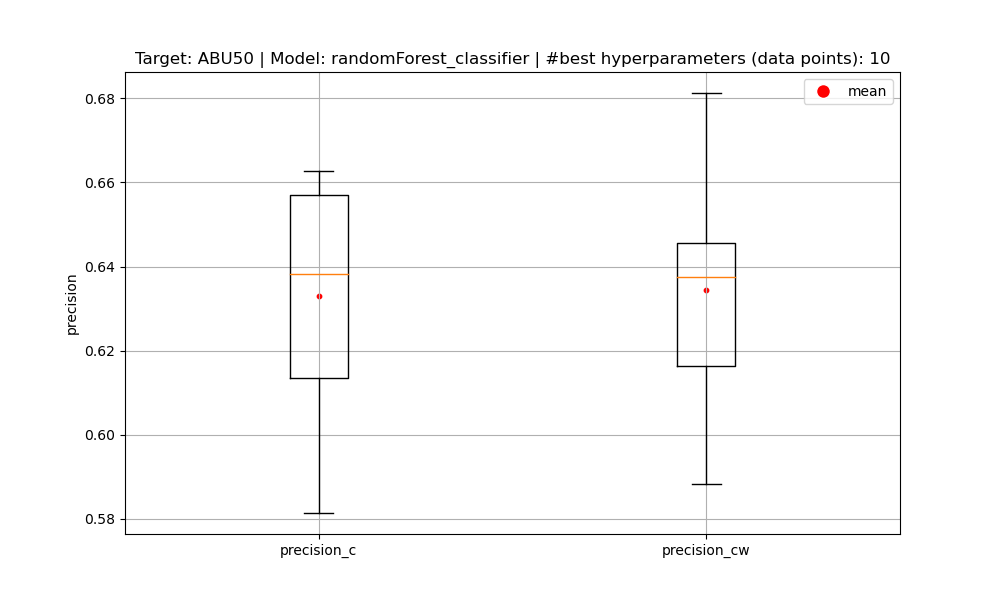 Target: ABU50 | Model: randomForest_classifier | #best hyperparameters (data points): 10
mean
0.68
0.66
0.64
0.62
0.60
0.58
precision
precision_c
precision_cw